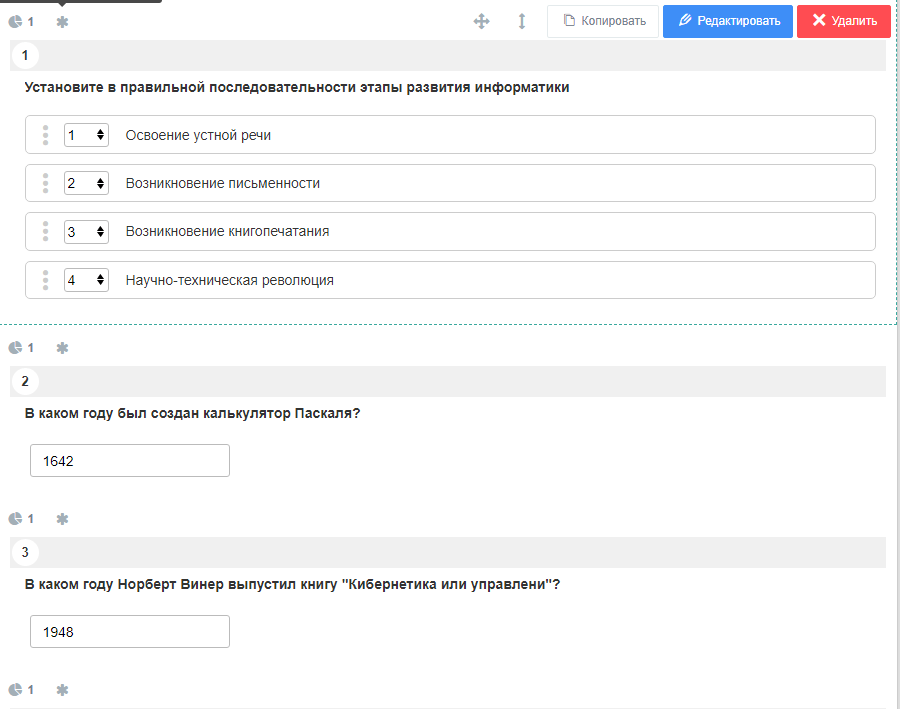 1
Копировать
Редактировать
Удалить
1
Установите в правильной последовательности этапы развития информатики
1 Освоение устной речи
2 Возникновение письменности
3 Возникновение книгопечатания
4 Научно-техническая революция
1
2
В каком году был создан калькулятор Паскаля?
1642
1
3
В каком году Норберт Винер выпустил книгу "Кибернетика или управлени"?
1948
1